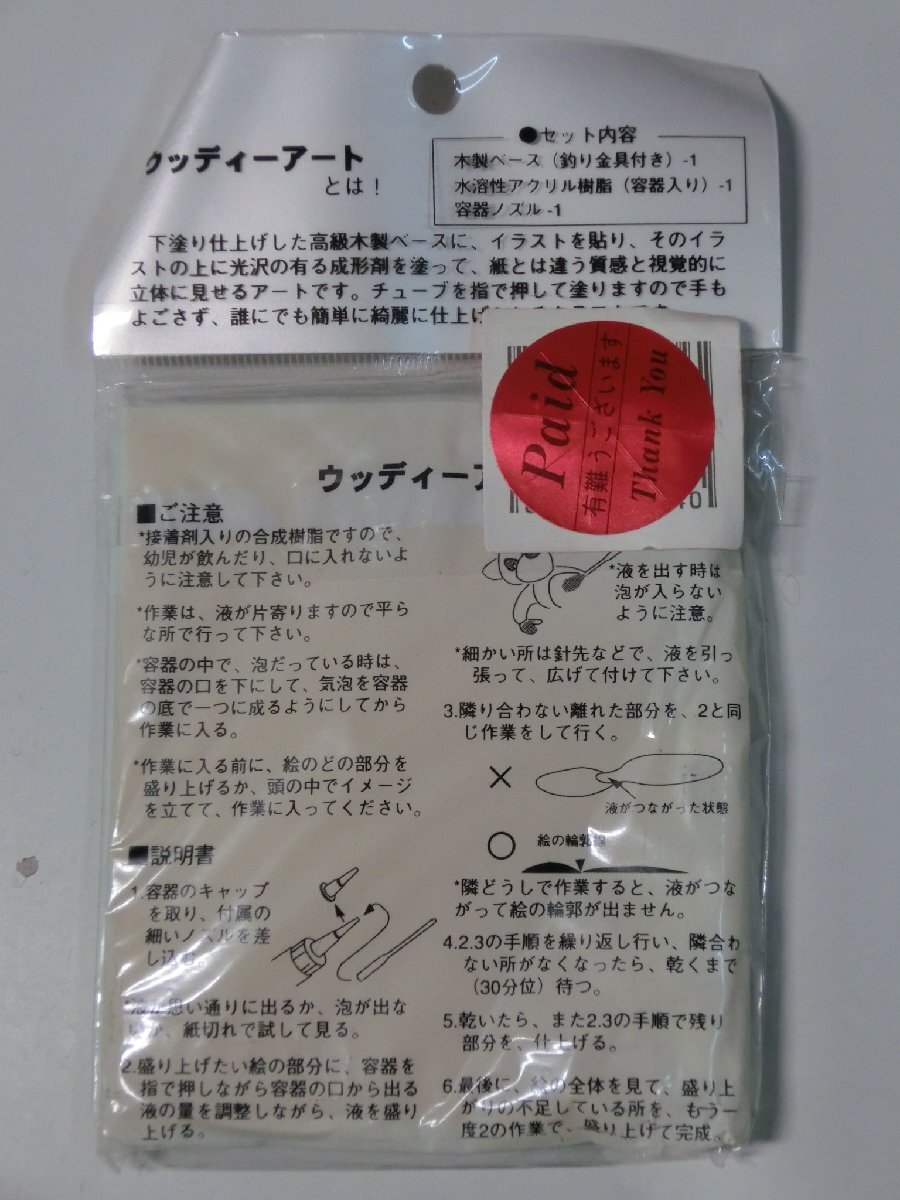 ウッディーアート
とは！
●セット内容
木製ベース（釣り金具付き）-1
水溶性アクリル樹脂（容器入り）-1
容器ノズル-1
下塗り仕上げした高級木製ベースに、イラストを貼り、そのイラ
ストの上に光沢の有る成形剤を塗って、紙とは違う質感と視覚的に
立体に見せるアートです。チューブを指で押して塗りますので手も
よごさず、誰にでも簡単に綺麗に仕上げ
Paid
有難うございます
Thank You
ウッディーア
■ご注意
*接着剤入りの合成樹脂ですので、
幼児が飲んだり、口に入れないよ
うに注意して下さい。
*作業は、液が片寄りますので平ら
な所で行って下さい。
*容器の中で、泡だっている時は、
容器の口を下にして、気泡を容器
の底で一つに成るようにしてから
作業に入る。
*作業に入る前に、絵のどの部分を
盛り上げるか、頭の中でイメージ
を立てて、作業に入ってください。
■説明書
1.容器のキャップ
を取り、付属の
細いノズルを差
し込む。
*液が思い通りに出るか、泡が出な
いか、紙切れで試して見る。
2.盛り上げたい絵の部分に、容器を
指で押しながら容器の口から出る
液の量を調整しながら、液を盛り
上げる。
*液を出す時は
泡が入らない
ように注意。
*細かい所は針先などで、液を引っ
張って、広げて付けて下さい。
3.隣り合わない離れた部分を、2と同
じ作業をして行く。
×
液がつながった状態
○
絵の輪郭線
*隣どうしで作業すると、液がつな
がって絵の輪郭が出ません。
4.2.3の手順を繰り返し行い、隣合わ
ない所がなくなったら、乾くまで
（30分位）待つ。
5.乾いたら、また2.3の手順で残り
部分を、仕上げる。
6.最後に、絵の全体を見て、盛り上
がりの不足している所を、もう一
度2の作業で、盛り上げて完成。